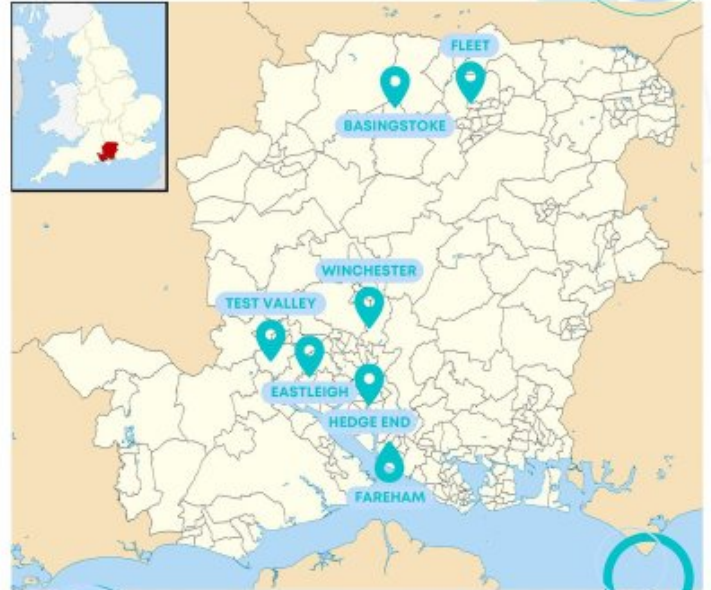 FLEET
BASINGSTOKE
WINCHESTER
TEST VALLEY
EASTLEIGH
HEDGE END
FAREHAM